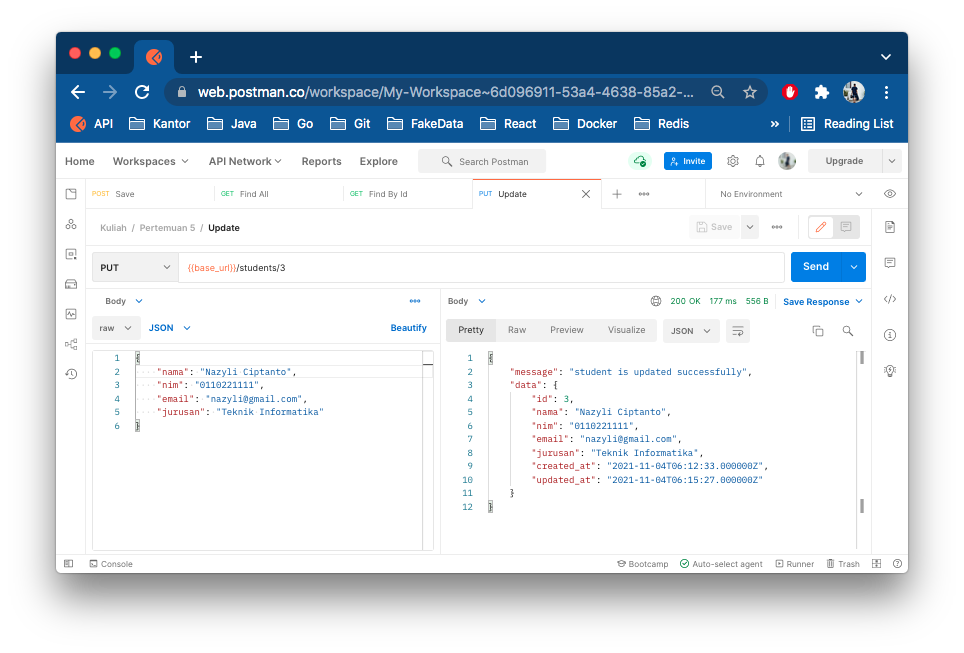 web.postman.co/workspace/My-Workspace~6d096911-53a4-4638-85a2-...
API Kantor Java Go Git FakeData React Docker Redis » Reading List
Home Workspaces API Network Reports Explore Search Postman Invite Upgrade
POST Save GET Find All GET Find By Id PUT Update No Environment
Kuliah / Pertemuan 5 / Update Save
PUT {{base_url}}/students/3 Send
Body
raw JSON Beautify
1 {
2 "nama": "Nazyli Ciptanto",
3 "nim": "0110221111",
4 "email": "nazyli@gmail.com",
5 "jurusan": "Teknik Informatika"
6 }
Body 200 OK 177 ms 556 B Save Response
Pretty Raw Preview Visualize JSON
1 {
2 "message": "student is updated successfully",
3 "data": {
4 "id": 3,
5 "nama": "Nazyli Ciptanto",
6 "nim": "0110221111",
7 "email": "nazyli@gmail.com",
8 "jurusan": "Teknik Informatika",
9 "created_at": "2021-11-04T06:12:33.000000Z",
10 "updated_at": "2021-11-04T06:15:27.000000Z"
11 }
12 }
Console Bootcamp Auto-select agent Runner Trash